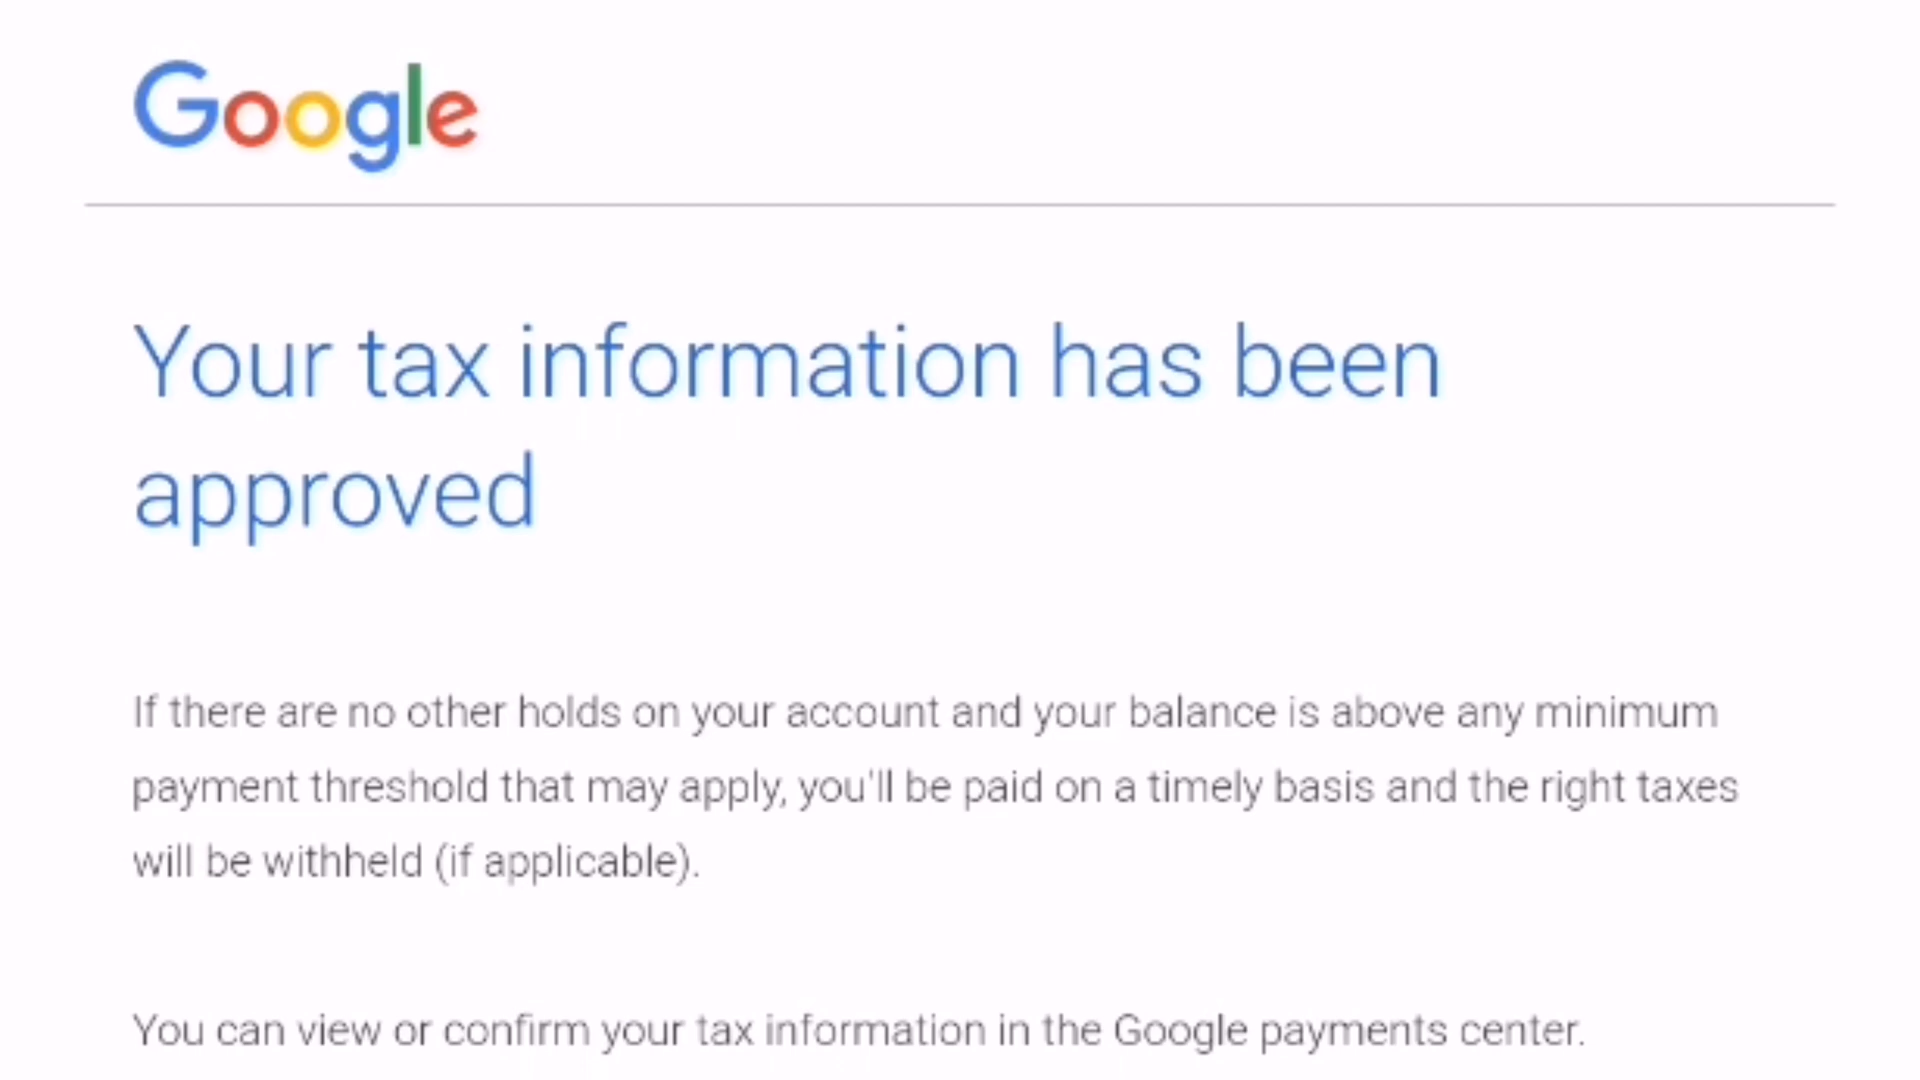 Google
Your tax information has been
approved
If there are no other holds on your account and your balance is above any minimum
payment threshold that may apply, you'll be paid on a timely basis and the right taxes
will be withheld (if applicable).
You can view or confirm your tax information in the Google payments center.